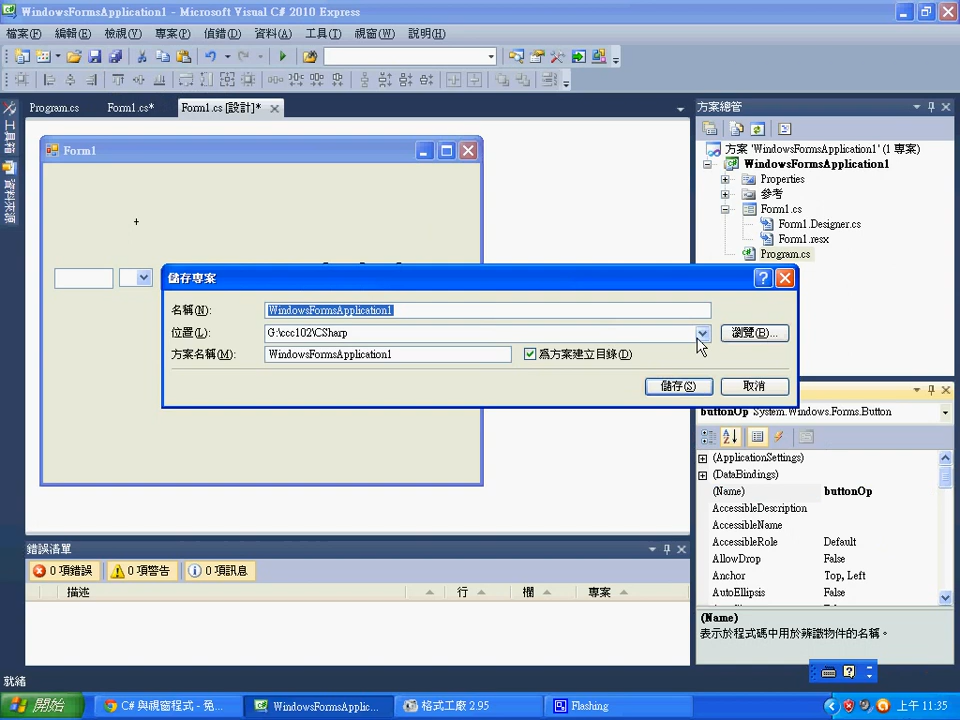 WindowsFormsApplication1 - Microsoft Visual C# 2010 Express
檔案(F) 編輯(E) 檢視(V) 專案(P) 偵錯(D) 資料(A) 工具(T) 視窗(W) 說明(H)
Program.cs Form1.cs* Form1.cs [設計]*
工具箱
資料來源
Form1
儲存專案
名稱(N): WindowsFormsApplication1
位置(L): G:\ccc102\CSharp 瀏覽(B)...
方案名稱(M): WindowsFormsApplication1 為方案建立目錄(D)
儲存(S) 取消
方案總管
方案 'WindowsFormsApplication1' (1 專案)
WindowsFormsApplication1
Properties
參考
Form1.cs
Form1.Designer.cs
Form1.resx
Program.cs
buttonOp System.Windows.Forms.Button
(ApplicationSettings)
(DataBindings)
(Name) buttonOp
AccessibleDescription
AccessibleName
AccessibleRole Default
AllowDrop False
Anchor Top, Left
AutoEllipsis False
(Name)
表示於程式碼中用於辨識物件的名稱。
錯誤清單
0 項錯誤 0 項警告 0 項訊息
描述 行 欄 專案
就緒
開始 C# 與視窗程式 - 免... WindowsFormsApplic... 格式工廠 2.95 Flashing 上午 11:35